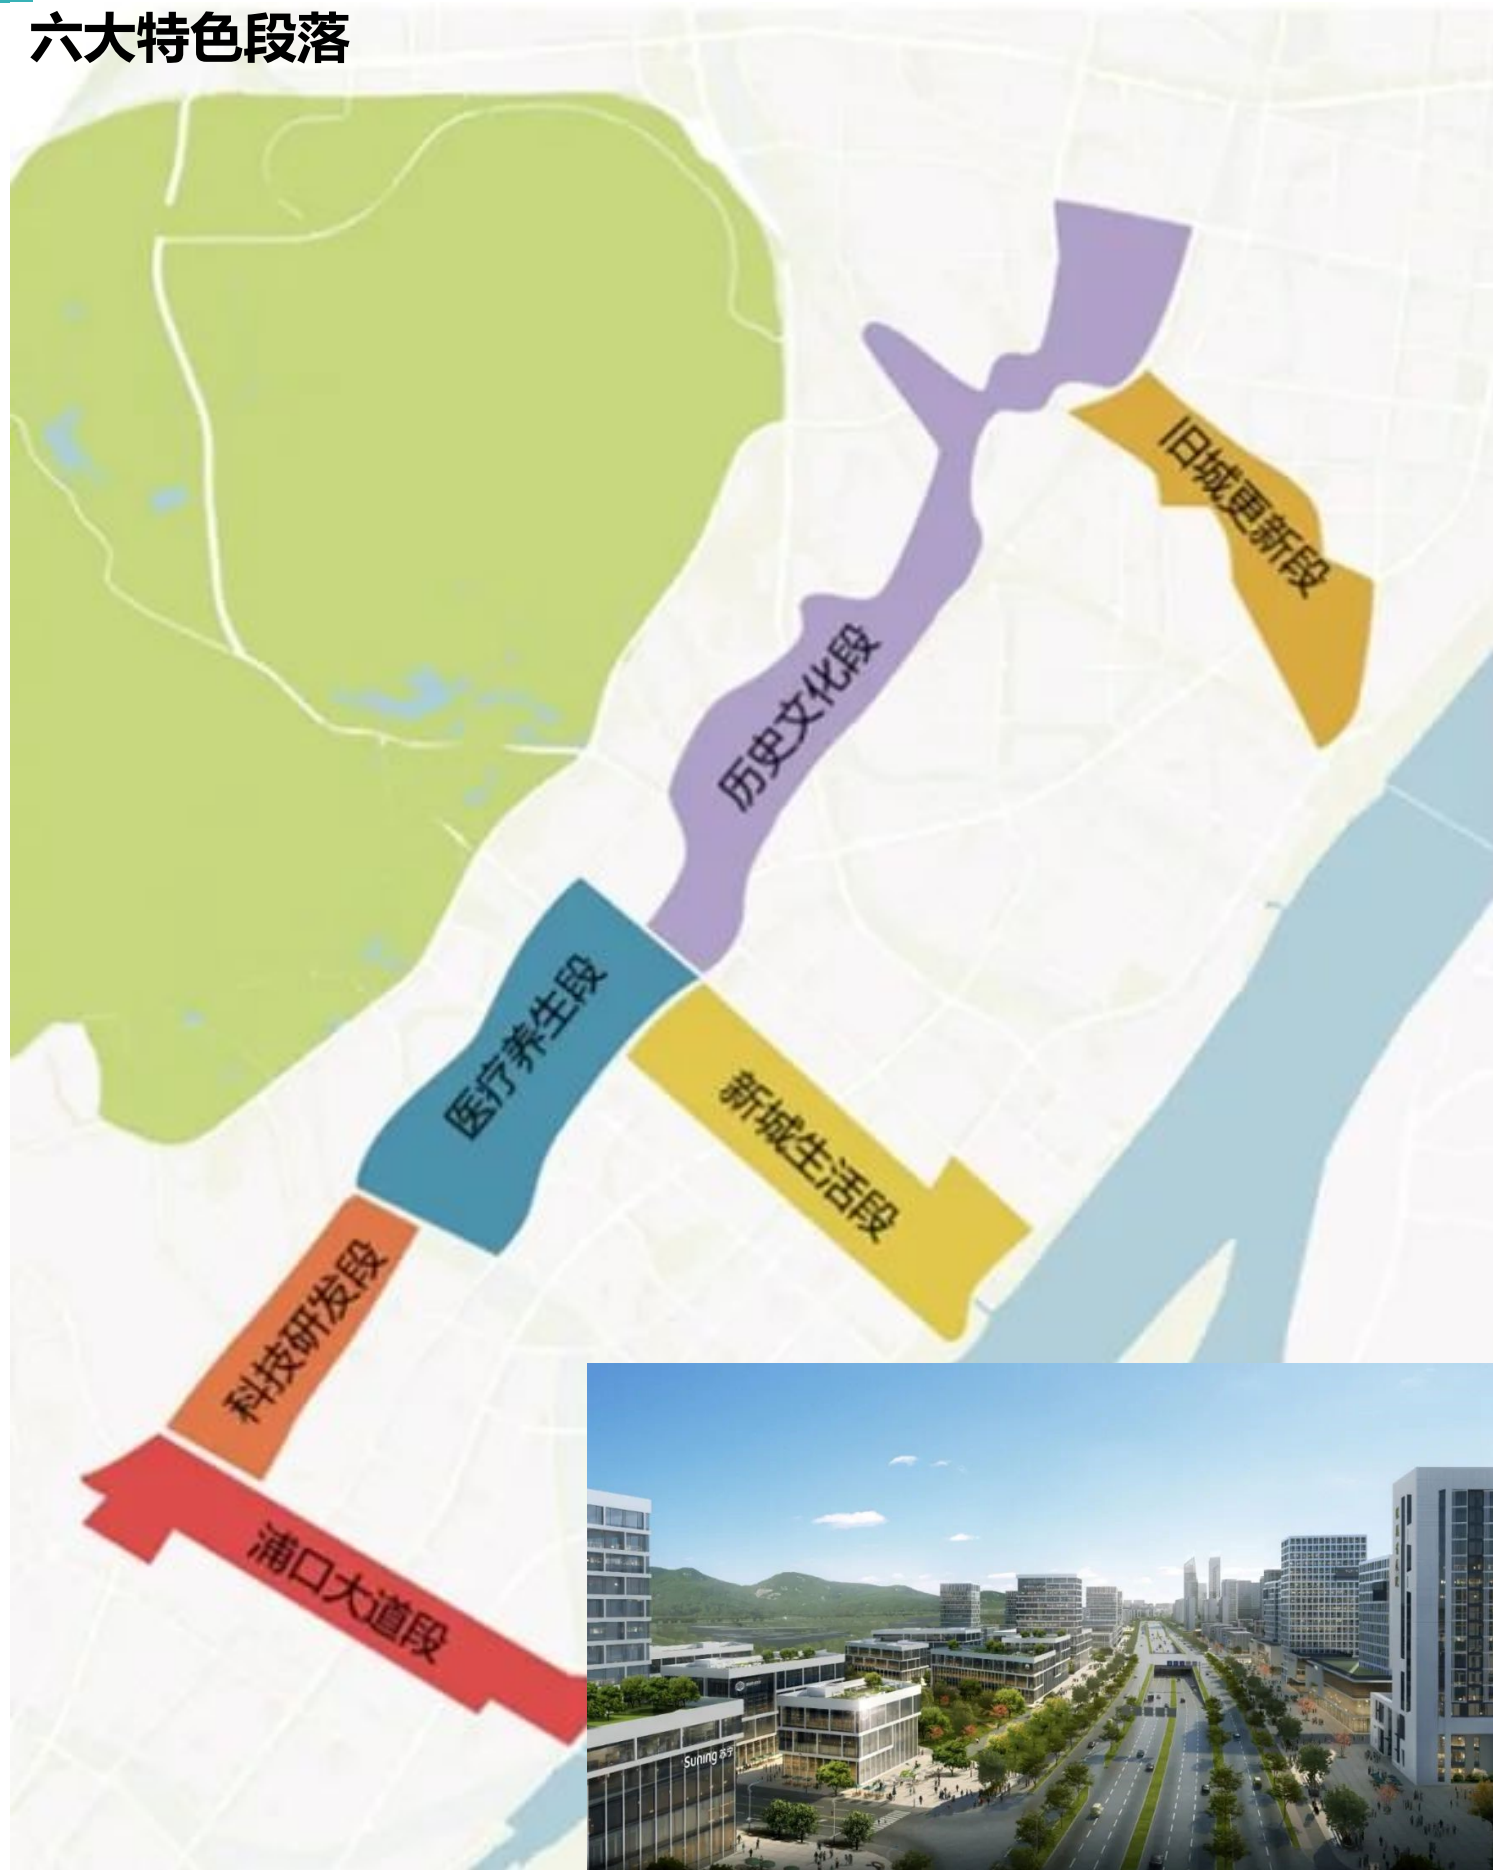 六大特色段落
旧城更新段
历史文化段
医疗养生段
新城生活段
科技研发段
浦口大道段
Suning 苏宁